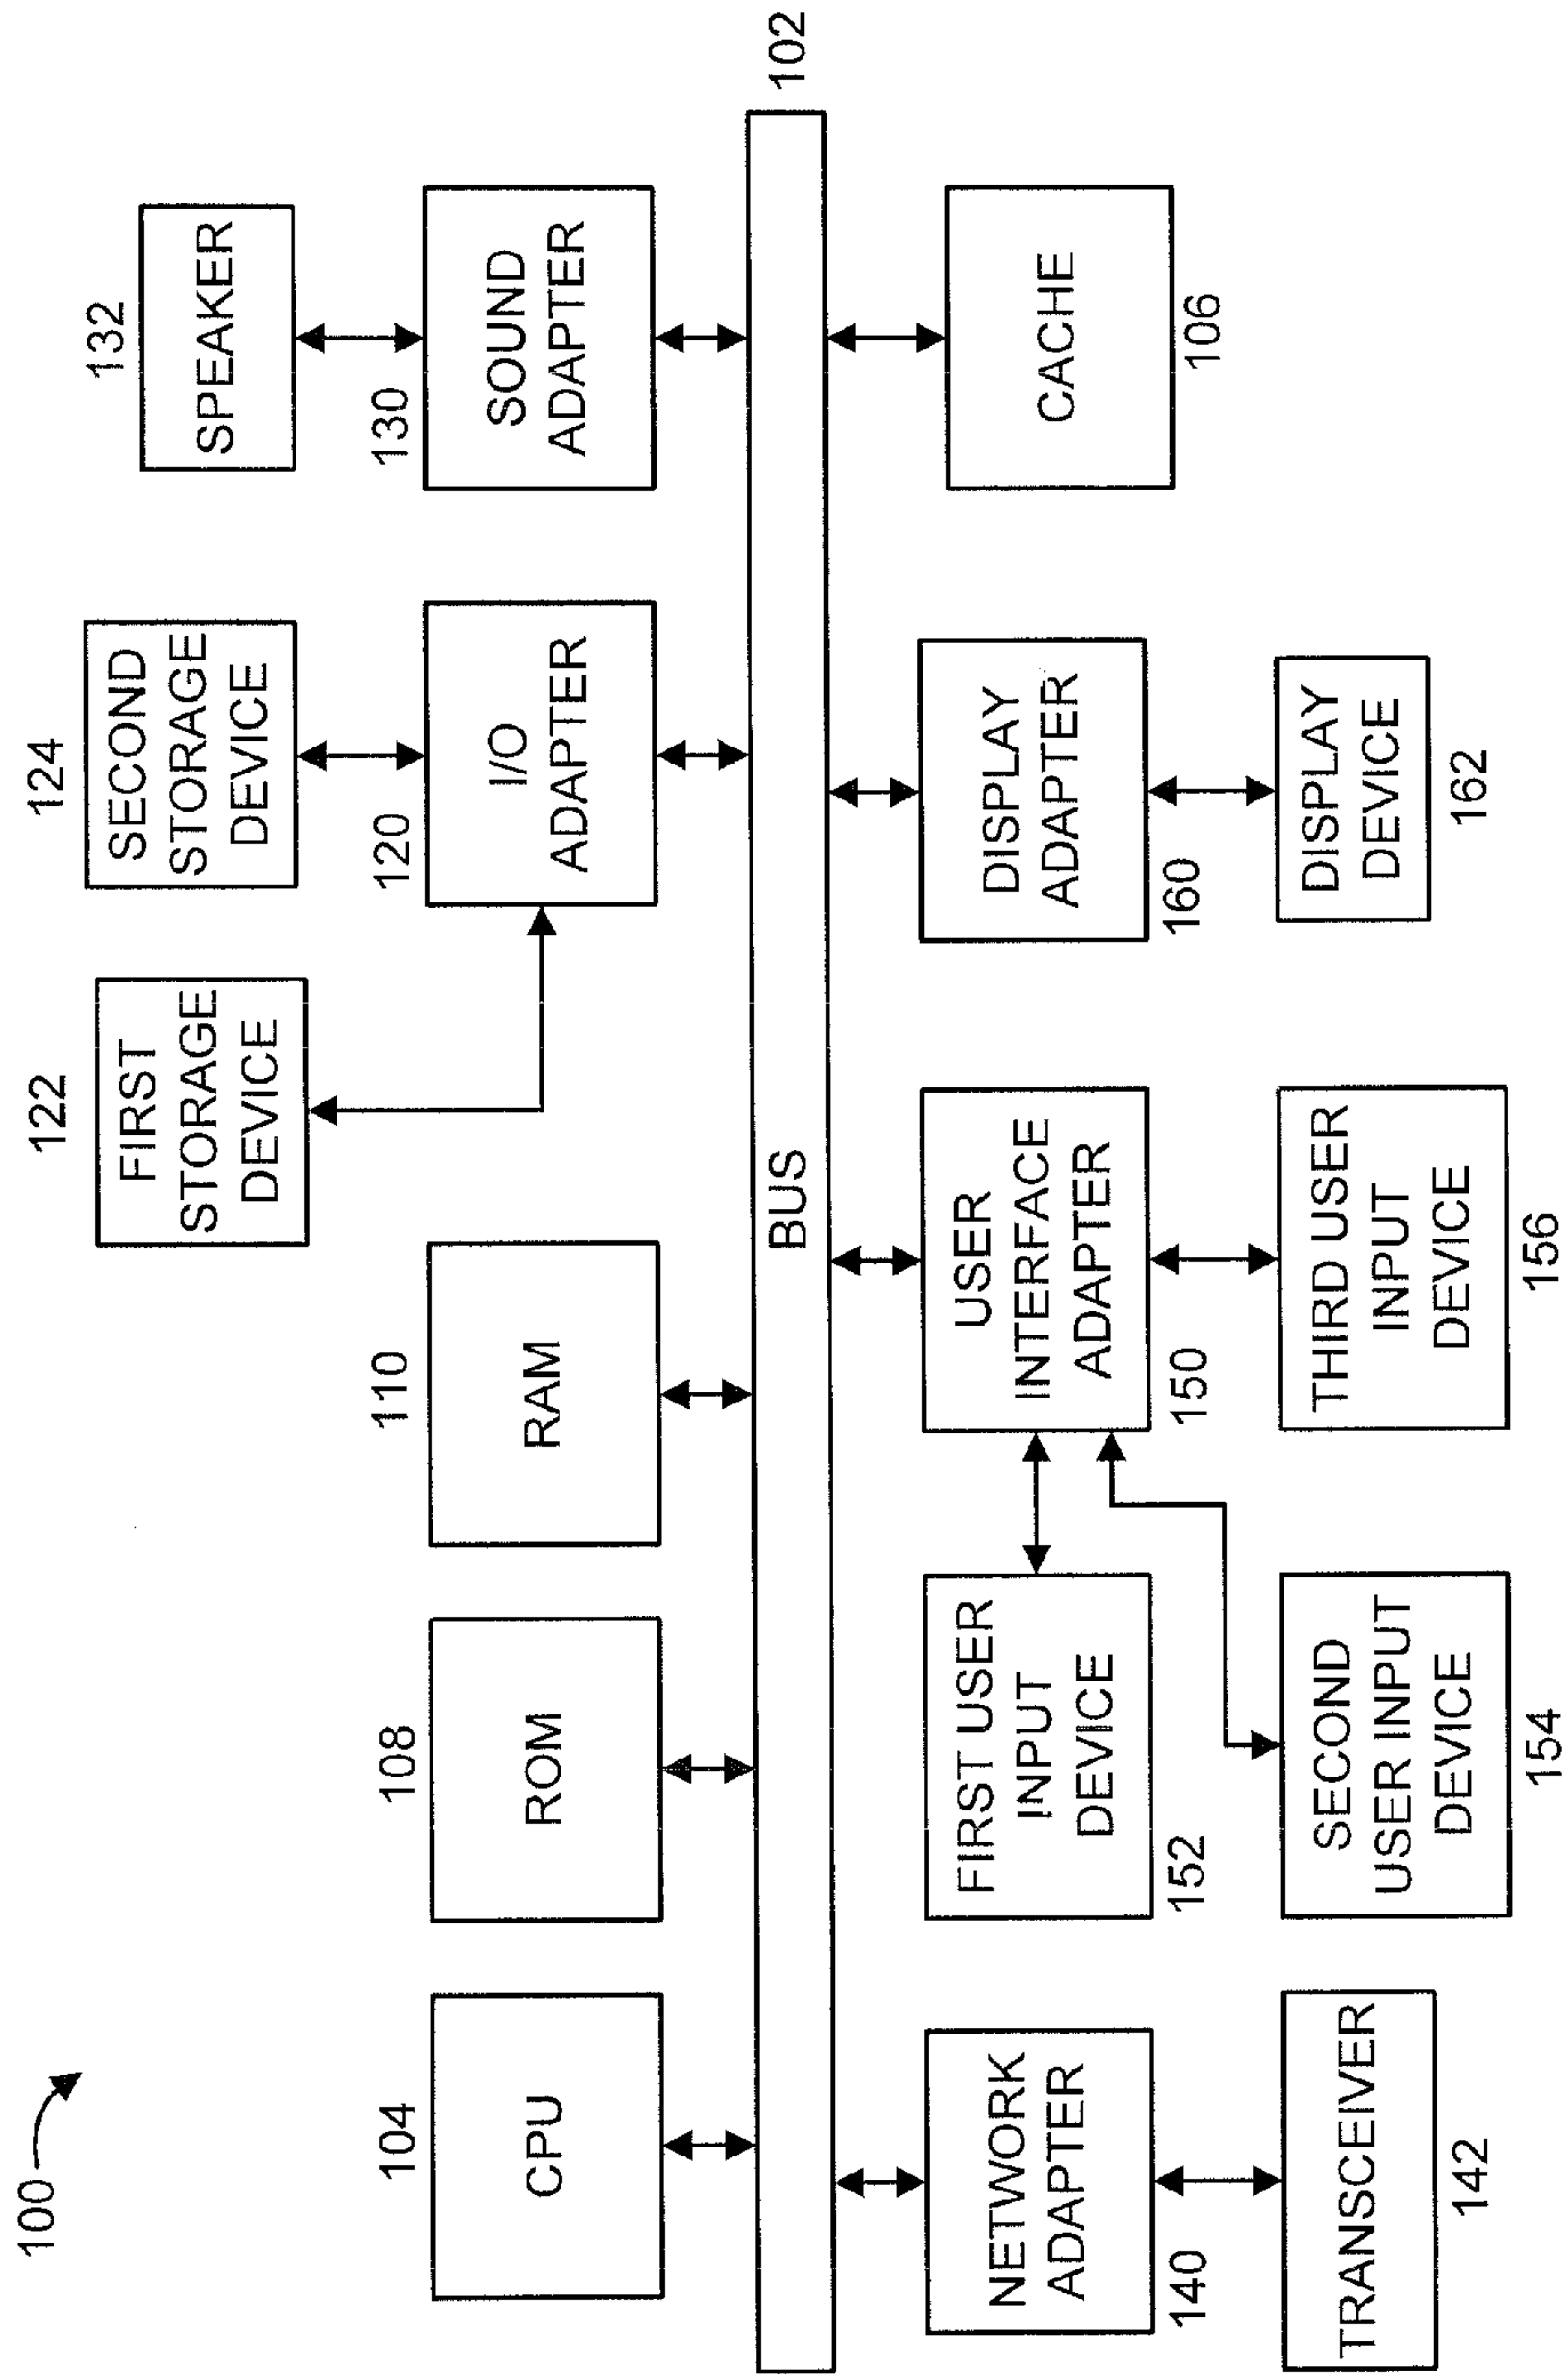 100
104
CPU
108
ROM
110
RAM
122
FIRST
STORAGE
DEVICE
124
SECOND
STORAGE
DEVICE
120
I/O
ADAPTER
132
SPEAKER
130
SOUND
ADAPTER
BUS
102
NETWORK
ADAPTER
140
TRANSCEIVER
142
FIRST USER
INPUT
DEVICE
152
SECOND
USER INPUT
DEVICE
154
USER
INTERFACE
ADAPTER
150
THIRD USER
INPUT
DEVICE
156
DISPLAY
ADAPTER
160
DISPLAY
DEVICE
162
CACHE
106